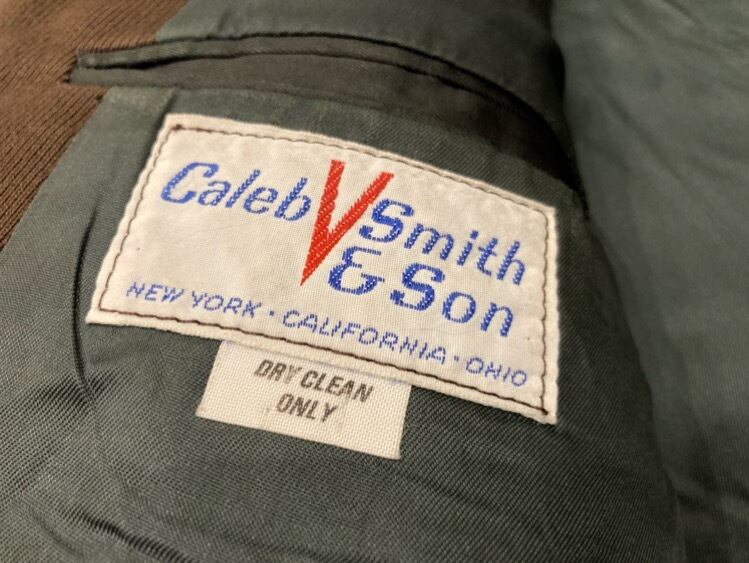 Caleb V Smith
& Son
NEW YORK · CALIFORNIA · OHIO
DRY CLEAN
ONLY